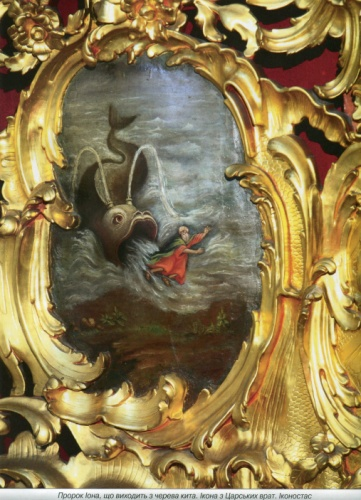 Пророк Іона, що виходить з черева кита. Ікона з Царських врат. Іконостас